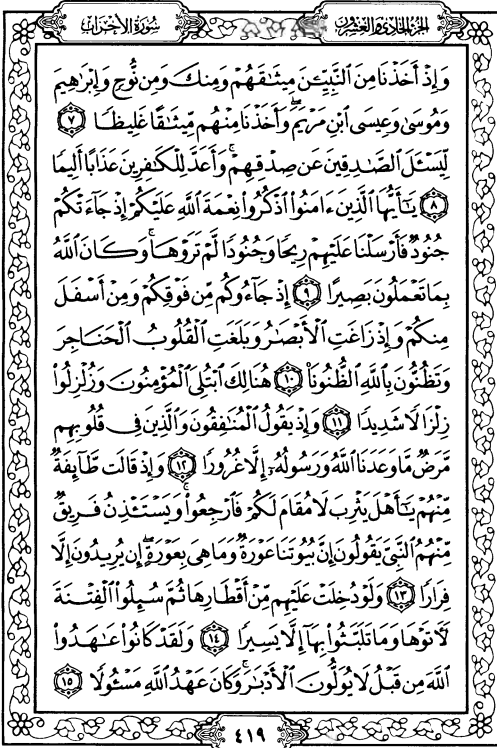 الجزء الحادي والعشرون
سورة الأحزاب
وَإِذْ أَخَذْنَا مِنَ ٱلنَّبِيِّـۧنَ مِيثَـٰقَهُمْ وَمِنكَ وَمِن نُّوحٍ وَإِبْرَٰهِيمَ
وَمُوسَىٰ وَعِيسَى ٱبْنِ مَرْيَمَ ۖ وَأَخَذْنَا مِنْهُم مِّيثَـٰقًا غَلِيظًا ٧
لِّيَسْـَٔلَ ٱلصَّـٰدِقِينَ عَن صِدْقِهِمْ ۚ وَأَعَدَّ لِلْكَـٰفِرِينَ عَذَابًا أَلِيمًا
٨ يَـٰٓأَيُّهَا ٱلَّذِينَ ءَامَنُوا۟ ٱذْكُرُوا۟ نِعْمَةَ ٱللَّهِ عَلَيْكُمْ إِذْ جَآءَتْكُمْ
جُنُودٌ فَأَرْسَلْنَا عَلَيْهِمْ رِيحًا وَجُنُودًا لَّمْ تَرَوْهَا ۚ وَكَانَ ٱللَّهُ
بِمَا تَعْمَلُونَ بَصِيرًا ٩ إِذْ جَآءُوكُم مِّن فَوْقِكُمْ وَمِنْ أَسْفَلَ
مِنكُمْ وَإِذْ زَاغَتِ ٱلْأَبْصَـٰرُ وَبَلَغَتِ ٱلْقُلُوبُ ٱلْحَنَاجِرَ
وَتَظُنُّونَ بِٱللَّهِ ٱلظُّنُونَا۠ ١٠ هُنَالِكَ ٱبْتُلِىَ ٱلْمُؤْمِنُونَ وَزُلْزِلُوا۟
زِلْزَالًا شَدِيدًا ١١ وَإِذْ يَقُولُ ٱلْمُنَـٰفِقُونَ وَٱلَّذِينَ فِى قُلُوبِهِم
مَّرَضٌ مَّا وَعَدَنَا ٱللَّهُ وَرَسُولُهُۥٓ إِلَّا غُرُورًا ١٢ وَإِذْ قَالَت طَّآئِفَةٌ
مِّنْهُمْ يَـٰٓأَهْلَ يَثْرِبَ لَا مُقَامَ لَكُمْ فَٱرْجِعُوا۟ ۚ وَيَسْتَـْٔذِنُ فَرِيقٌ
مِّنْهُمُ ٱلنَّبِىَّ يَقُولُونَ إِنَّ بُيُوتَنَا عَوْرَةٌ وَمَا هِىَ بِعَوْرَةٍ ۖ إِن يُرِيدُونَ إِلَّا
فِرَارًا ١٣ وَلَوْ دُخِلَتْ عَلَيْهِم مِّنْ أَقْطَارِهَا ثُمَّ سُئِلُوا۟ ٱلْفِتْنَةَ
لَـَٔاتَوْهَا وَمَا تَلَبَّثُوا۟ بِهَآ إِلَّا يَسِيرًا ١٤ وَلَقَدْ كَانُوا۟ عَـٰهَدُوا۟
ٱللَّهَ مِن قَبْلُ لَا يُوَلُّونَ ٱلْأَدْبَـٰرَ ۚ وَكَانَ عَهْدُ ٱللَّهِ مَسْـُٔولًا ١٥
٤١٩